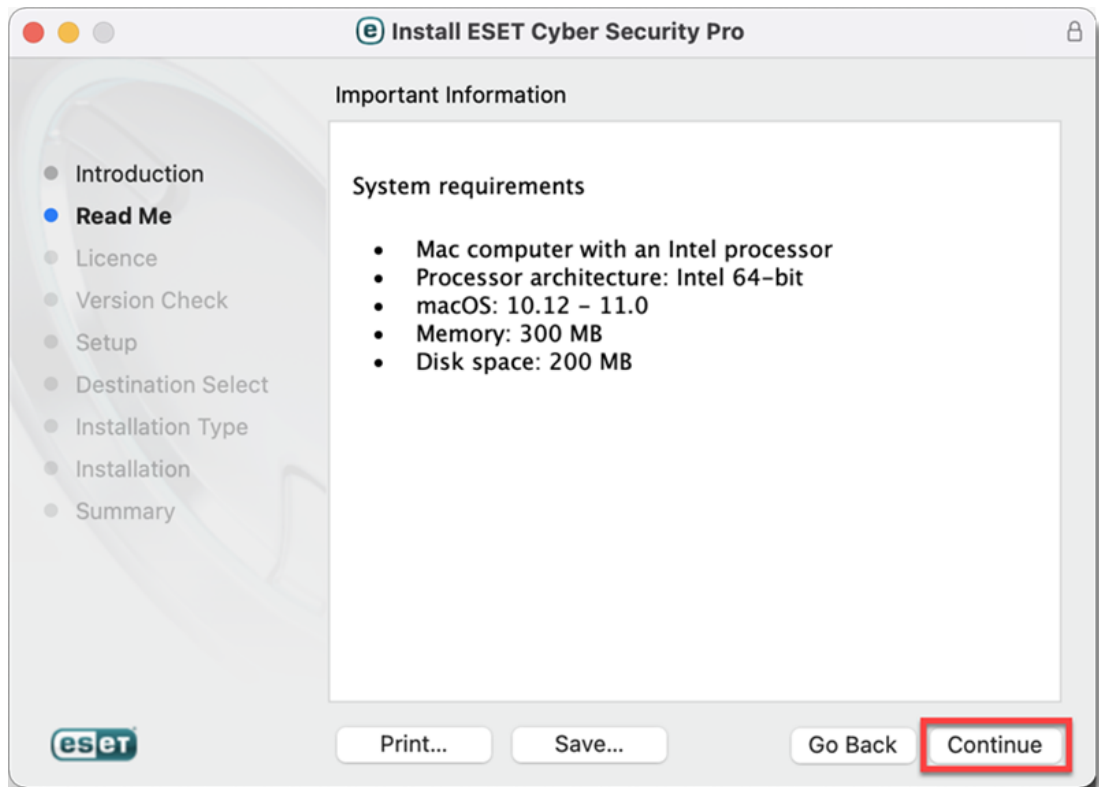 Install ESET Cyber Security Pro
Important Information
Introduction
Read Me
Licence
Version Check
Setup
Destination Select
Installation Type
Installation
Summary
System requirements
• Mac computer with an Intel processor
• Processor architecture: Intel 64-bit
• macOS: 10.12 – 11.0
• Memory: 300 MB
• Disk space: 200 MB
eseT
Print...
Save...
Go Back
Continue